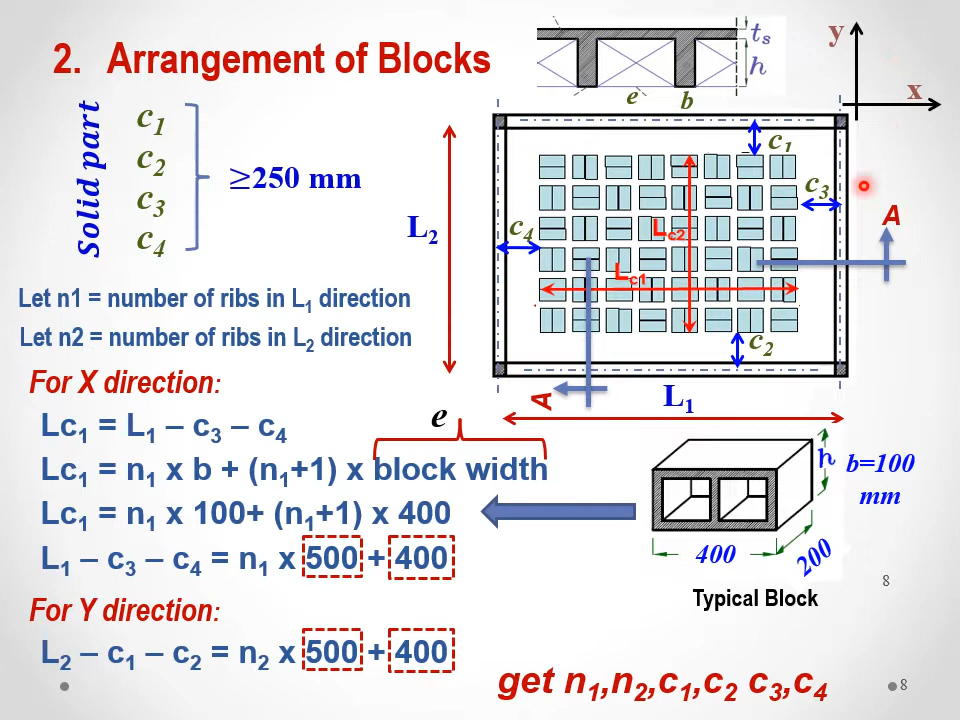 2. Arrangement of Blocks
Solid part
c1
c2
c3
c4
≥250 mm
Let n1 = number of ribs in L1 direction
Let n2 = number of ribs in L2 direction
For X direction:
Lc1 = L1 – c3 – c4
e
Lc1 = n1 x b + (n1+1) x block width
Lc1 = n1 x 100+ (n1+1) x 400
L1 – c3 – c4 = n1 x 500 + 400
For Y direction:
L2 – c1 – c2 = n2 x 500 + 400
ts
h
e
b
y
x
c1
c3
c4
c2
Lc2
Lc1
L2
L1
A
A
h
b=100
mm
400
200
Typical Block
8
get n1,n2,c1,c2 c3,c4
8